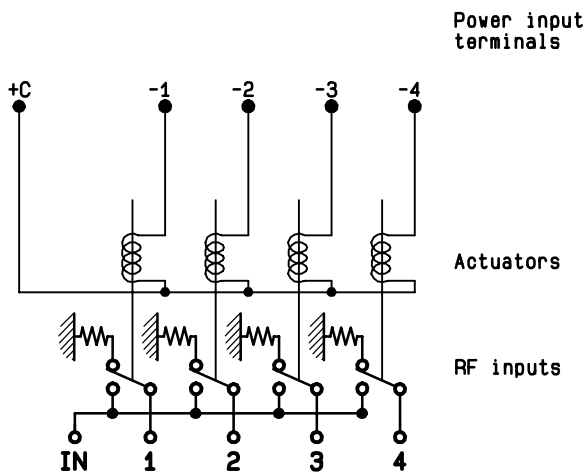 Power input
terminals
+C -1 -2 -3 -4
Actuators
RF inputs
IN 1 2 3 4